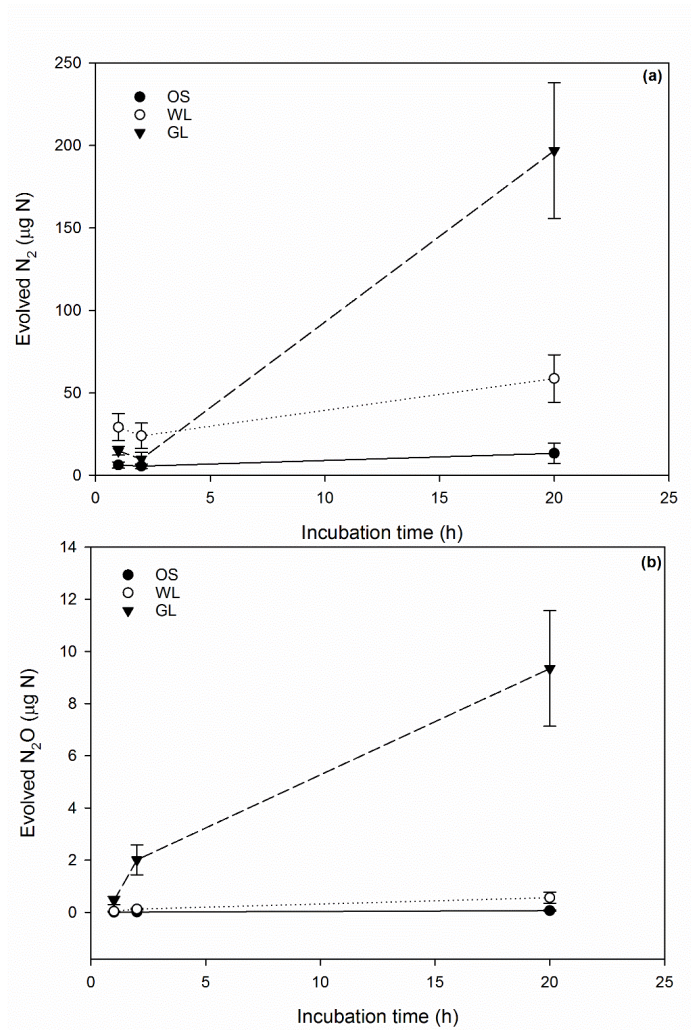 250
(a)
OS
WL
GL
200
150
100
50
0
Evolved N₂ (µg N)
0 5 10 15 20 25
Incubation time (h)
14
(b)
OS
WL
GL
12
10
8
6
4
2
0
Evolved N₂O (µg N)
0 5 10 15 20 25
Incubation time (h)